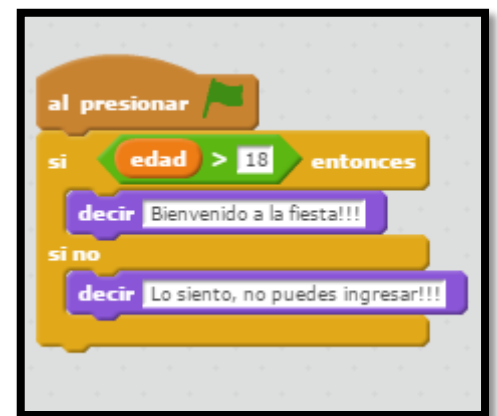 al presionar
si edad > 18 entonces
decir Bienvenido a la fiesta!!!
si no
decir Lo siento, no puedes ingresar!!!